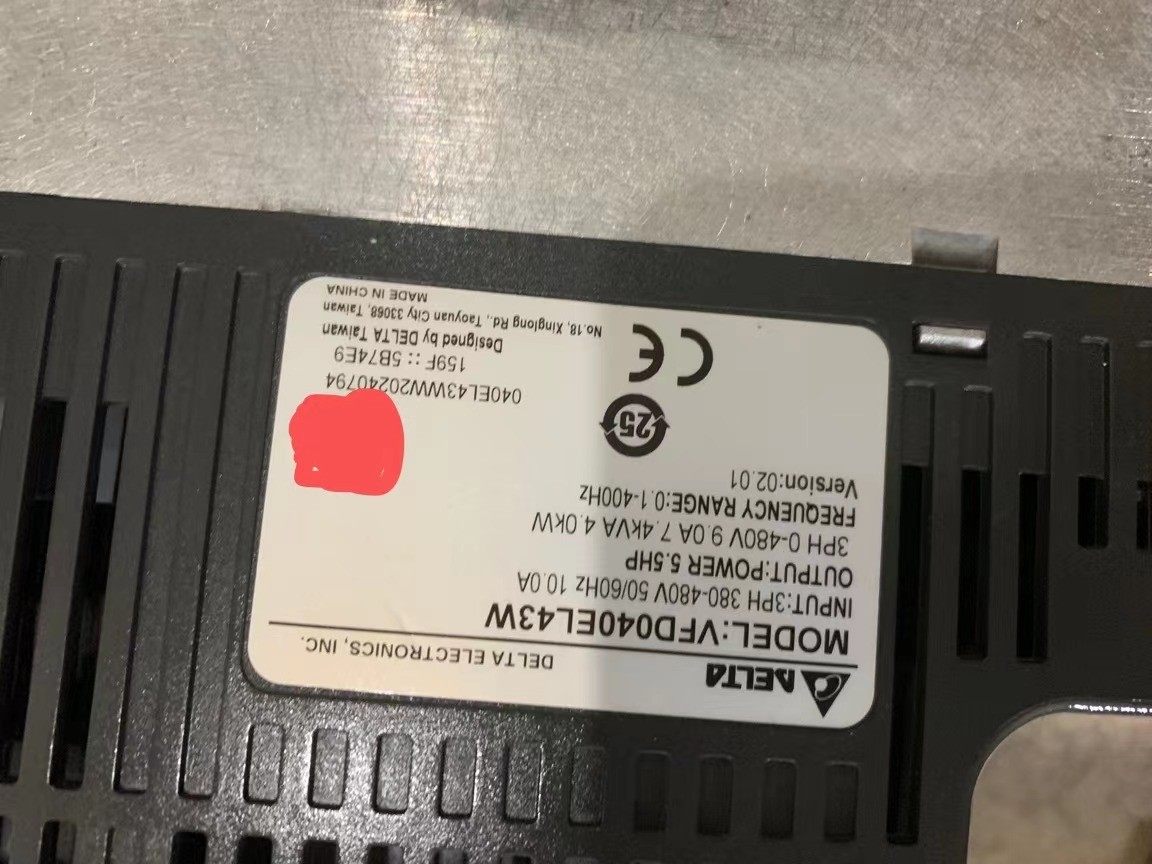 DELTA
DELTA ELECTRONICS, INC.
MODEL:VFD040EL43W
INPUT:3PH 380-480V 50/60Hz 10.0A
OUTPUT:POWER 5.5HP
3PH 0-480V 9.0A 7.4kVA 4.0kW
FREQUENCY RANGE:0.1-400Hz
Version:02.01
25
040EL43WW20240794
159F :: 5B74E9
CE
Designed by DELTA Taiwan
No.18, Xinglong Rd., Taoyuan City 33068, Taiwan
MADE IN CHINA